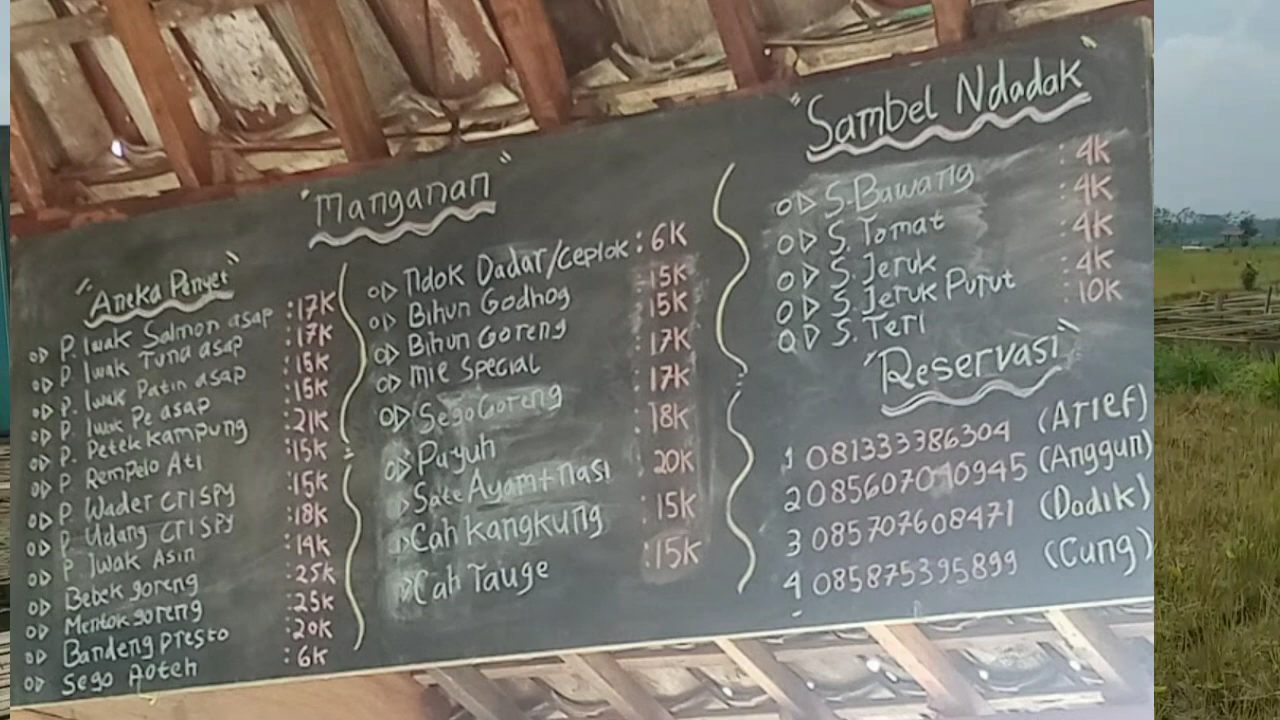 "Manganan"
"Aneka Penyet"
P. Iwak Salmon asap :17K
P. Iwak Tuna asap :17K
P. Iwak Patin asap :15K
P. Iwak Pe asap :15K
P. Petek Kampung :21K
P. Rempelo Ati :15K
P. Wader Crispy :15K
P. Udang Crispy :18K
P. Iwak Asin :14K
Bebek goreng :25K
Mentok goreng :25K
Bandeng presto :20K
Sego Poteh :6K
Ndok Dadar/Ceplok :6K
Bihun Godhog :15K
Bihun Goreng :15K
Mie Special :17K
Sego Goreng :17K
Puyuh :18K
Sate Ayam + Nasi 20K
Cah Kangkung :15K
Cah Tauge :15K
"Sambel Ndadak"
S. Bawang :4K
S. Tomat :4K
S. Jeruk :4K
S. Jeruk Purut :4K
S. Teri :10K
"Reservasi"
1 081333386304 (Arief)
2 085607040945 (Anggun)
3 085707608471 (Dodik)
4 085875395899 (Cung)